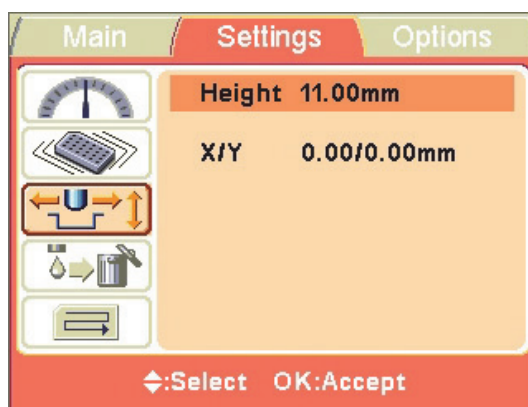 Main Settings Options
Height 11.00mm
X/Y 0.00/0.00mm
:Select OK:Accept